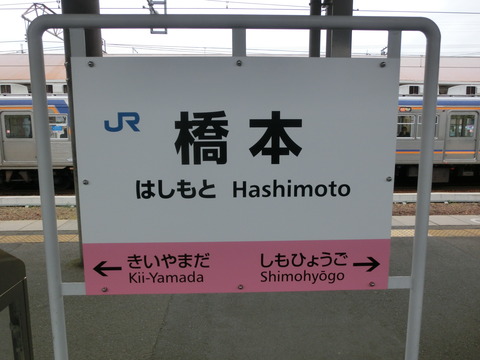 JR 橋本
はしもと Hashimoto
← きいやまだ しもひょうご →
Kii-Yamada Shimohyōgo